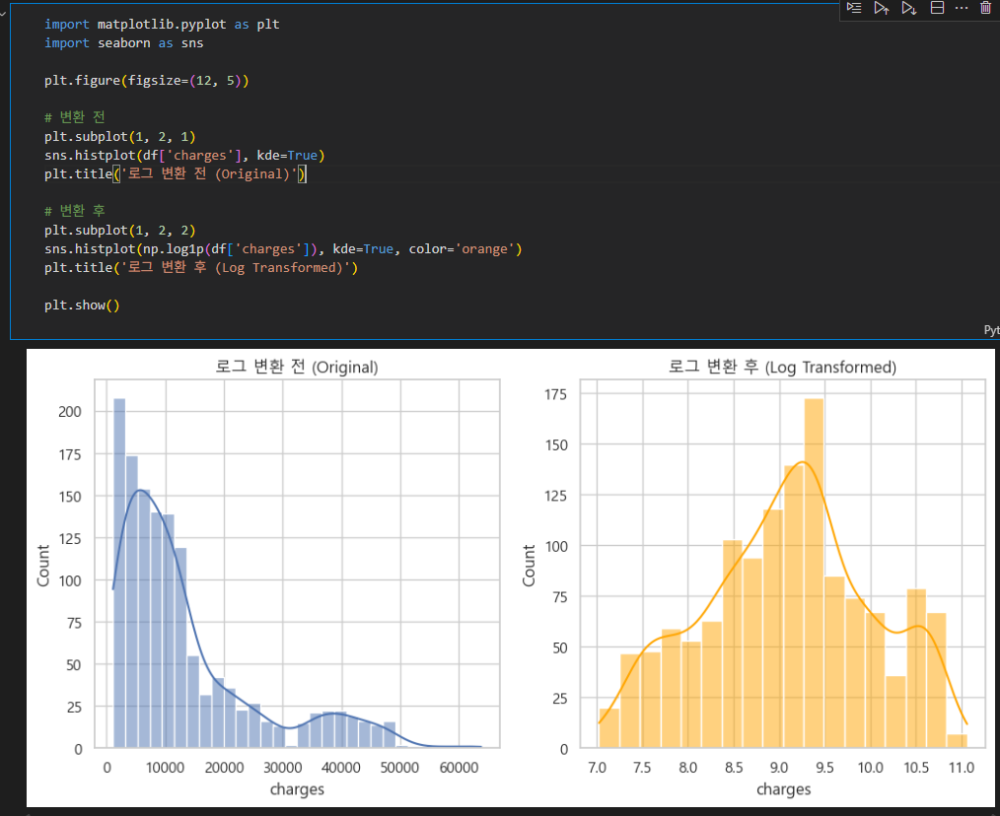 import matplotlib.pyplot as plt
import seaborn as sns
plt.figure(figsize=(12, 5))
# 변환 전
plt.subplot(1, 2, 1)
sns.histplot(df['charges'], kde=True)
plt.title('로그 변환 전 (Original)')
# 변환 후
plt.subplot(1, 2, 2)
sns.histplot(np.log1p(df['charges']), kde=True, color='orange')
plt.title('로그 변환 후 (Log Transformed)')
plt.show()
Pyt
로그 변환 전 (Original)
200
175
150
125
100
75
50
25
0
Count
0 10000 20000 30000 40000 50000 60000
charges
로그 변환 후 (Log Transformed)
175
150
125
100
75
50
25
0
Count
7.0 7.5 8.0 8.5 9.0 9.5 10.0 10.5 11.0
charges